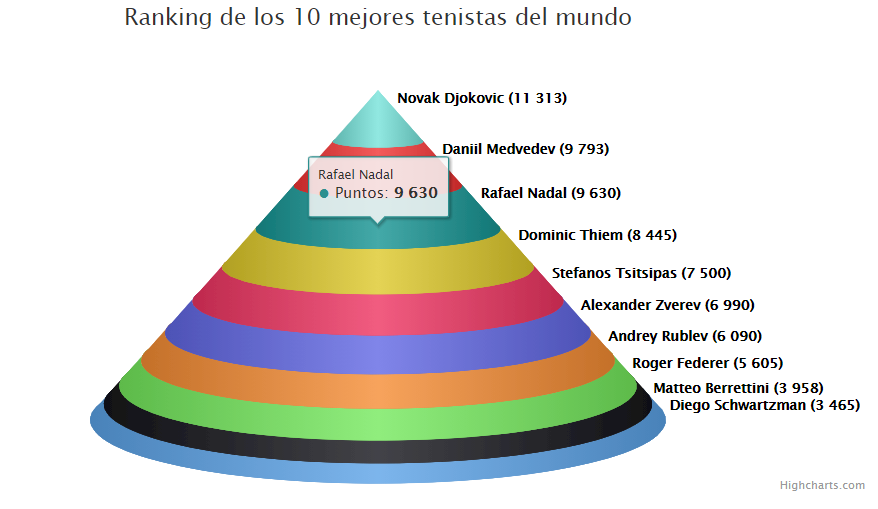 Ranking de los 10 mejores tenistas del mundo
Novak Djokovic (11 313)
Daniil Medvedev (9 793)
Rafael Nadal
Puntos: 9 630
Rafael Nadal (9 630)
Dominic Thiem (8 445)
Stefanos Tsitsipas (7 500)
Alexander Zverev (6 990)
Andrey Rublev (6 090)
Roger Federer (5 605)
Matteo Berrettini (3 958)
Diego Schwartzman (3 465)
Highcharts.com